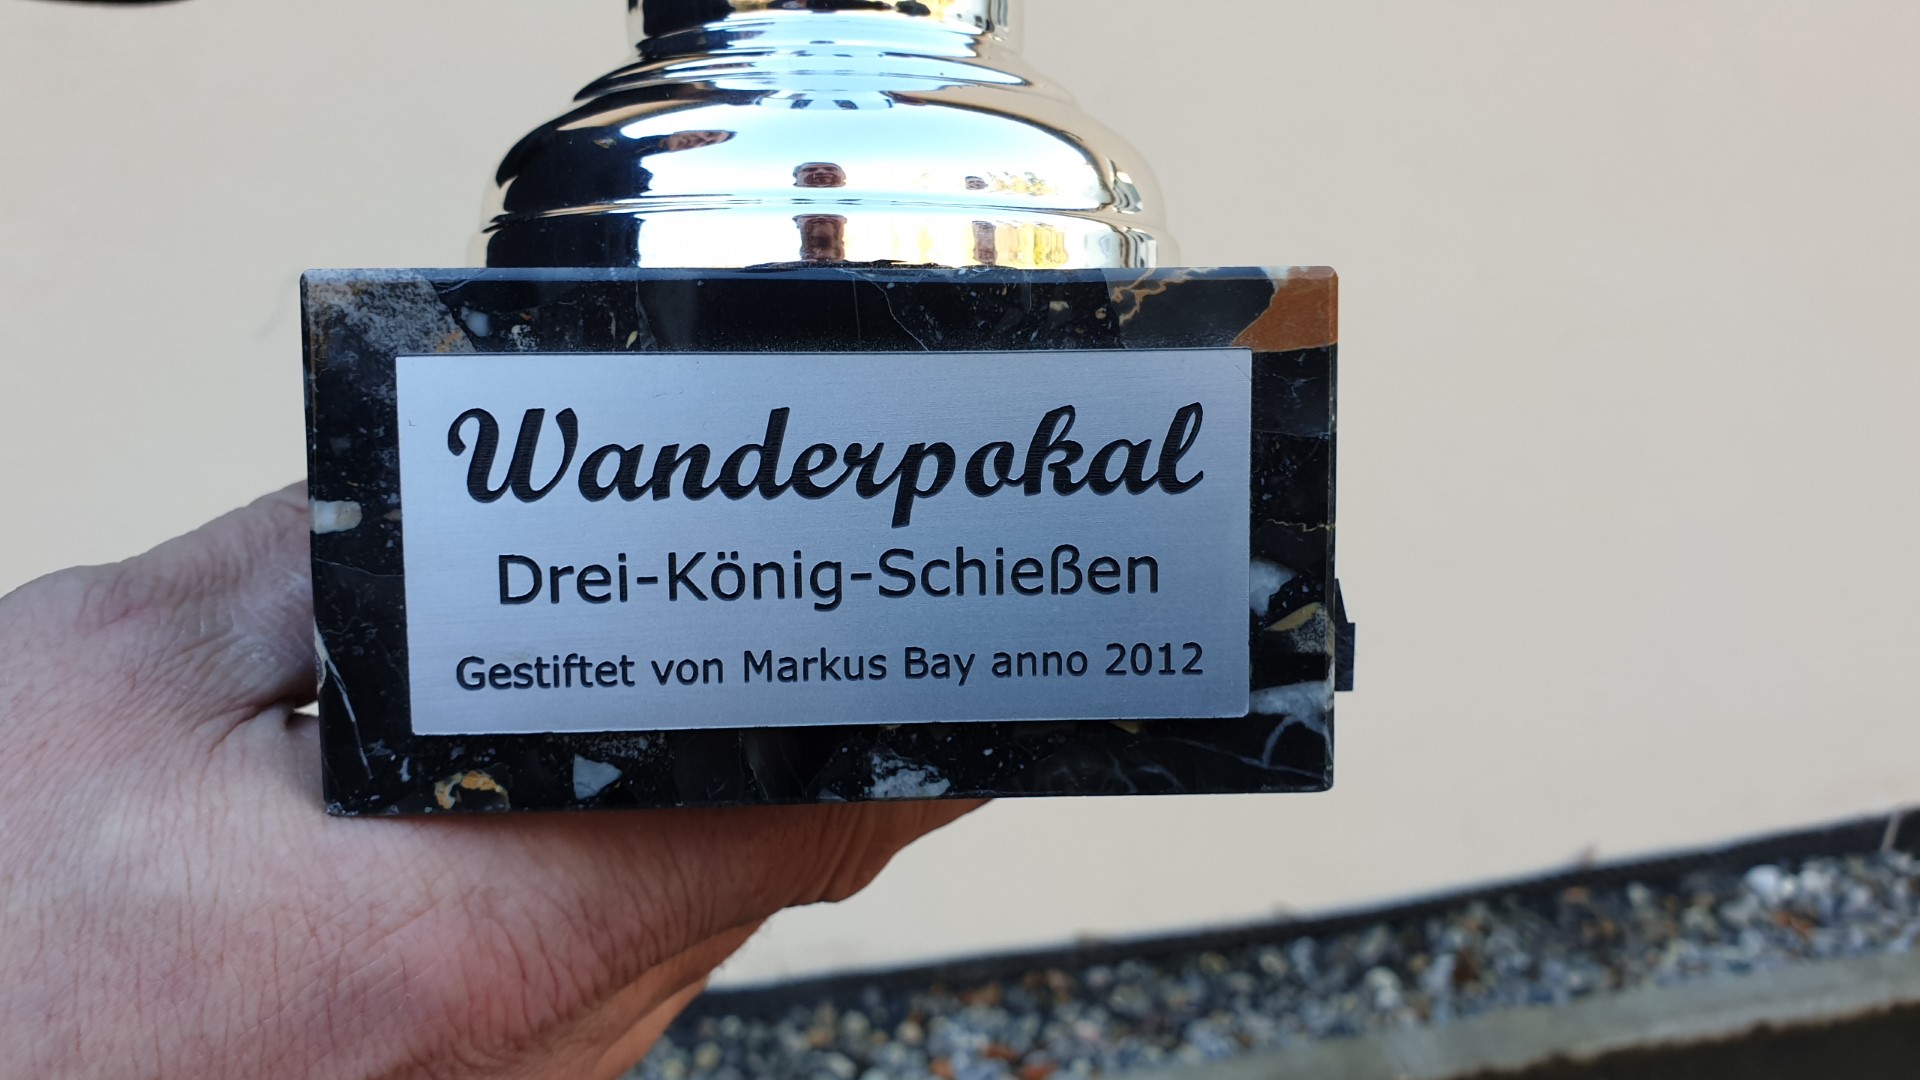 Wanderpokal
Drei-König-Schießen
Gestiftet von Markus Bay anno 2012